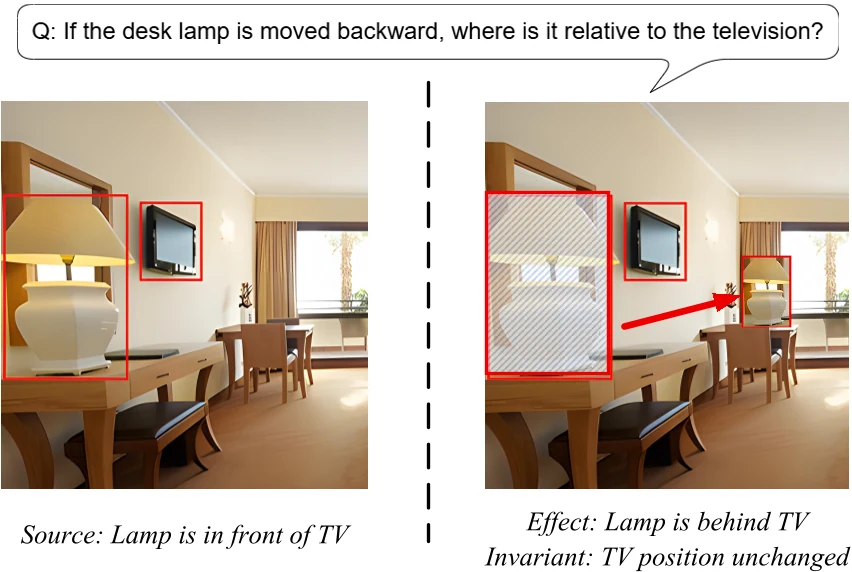 Q: If the desk lamp is moved backward, where is it relative to the television?
Source: Lamp is in front of TV
Effect: Lamp is behind TV
Invariant: TV position unchanged